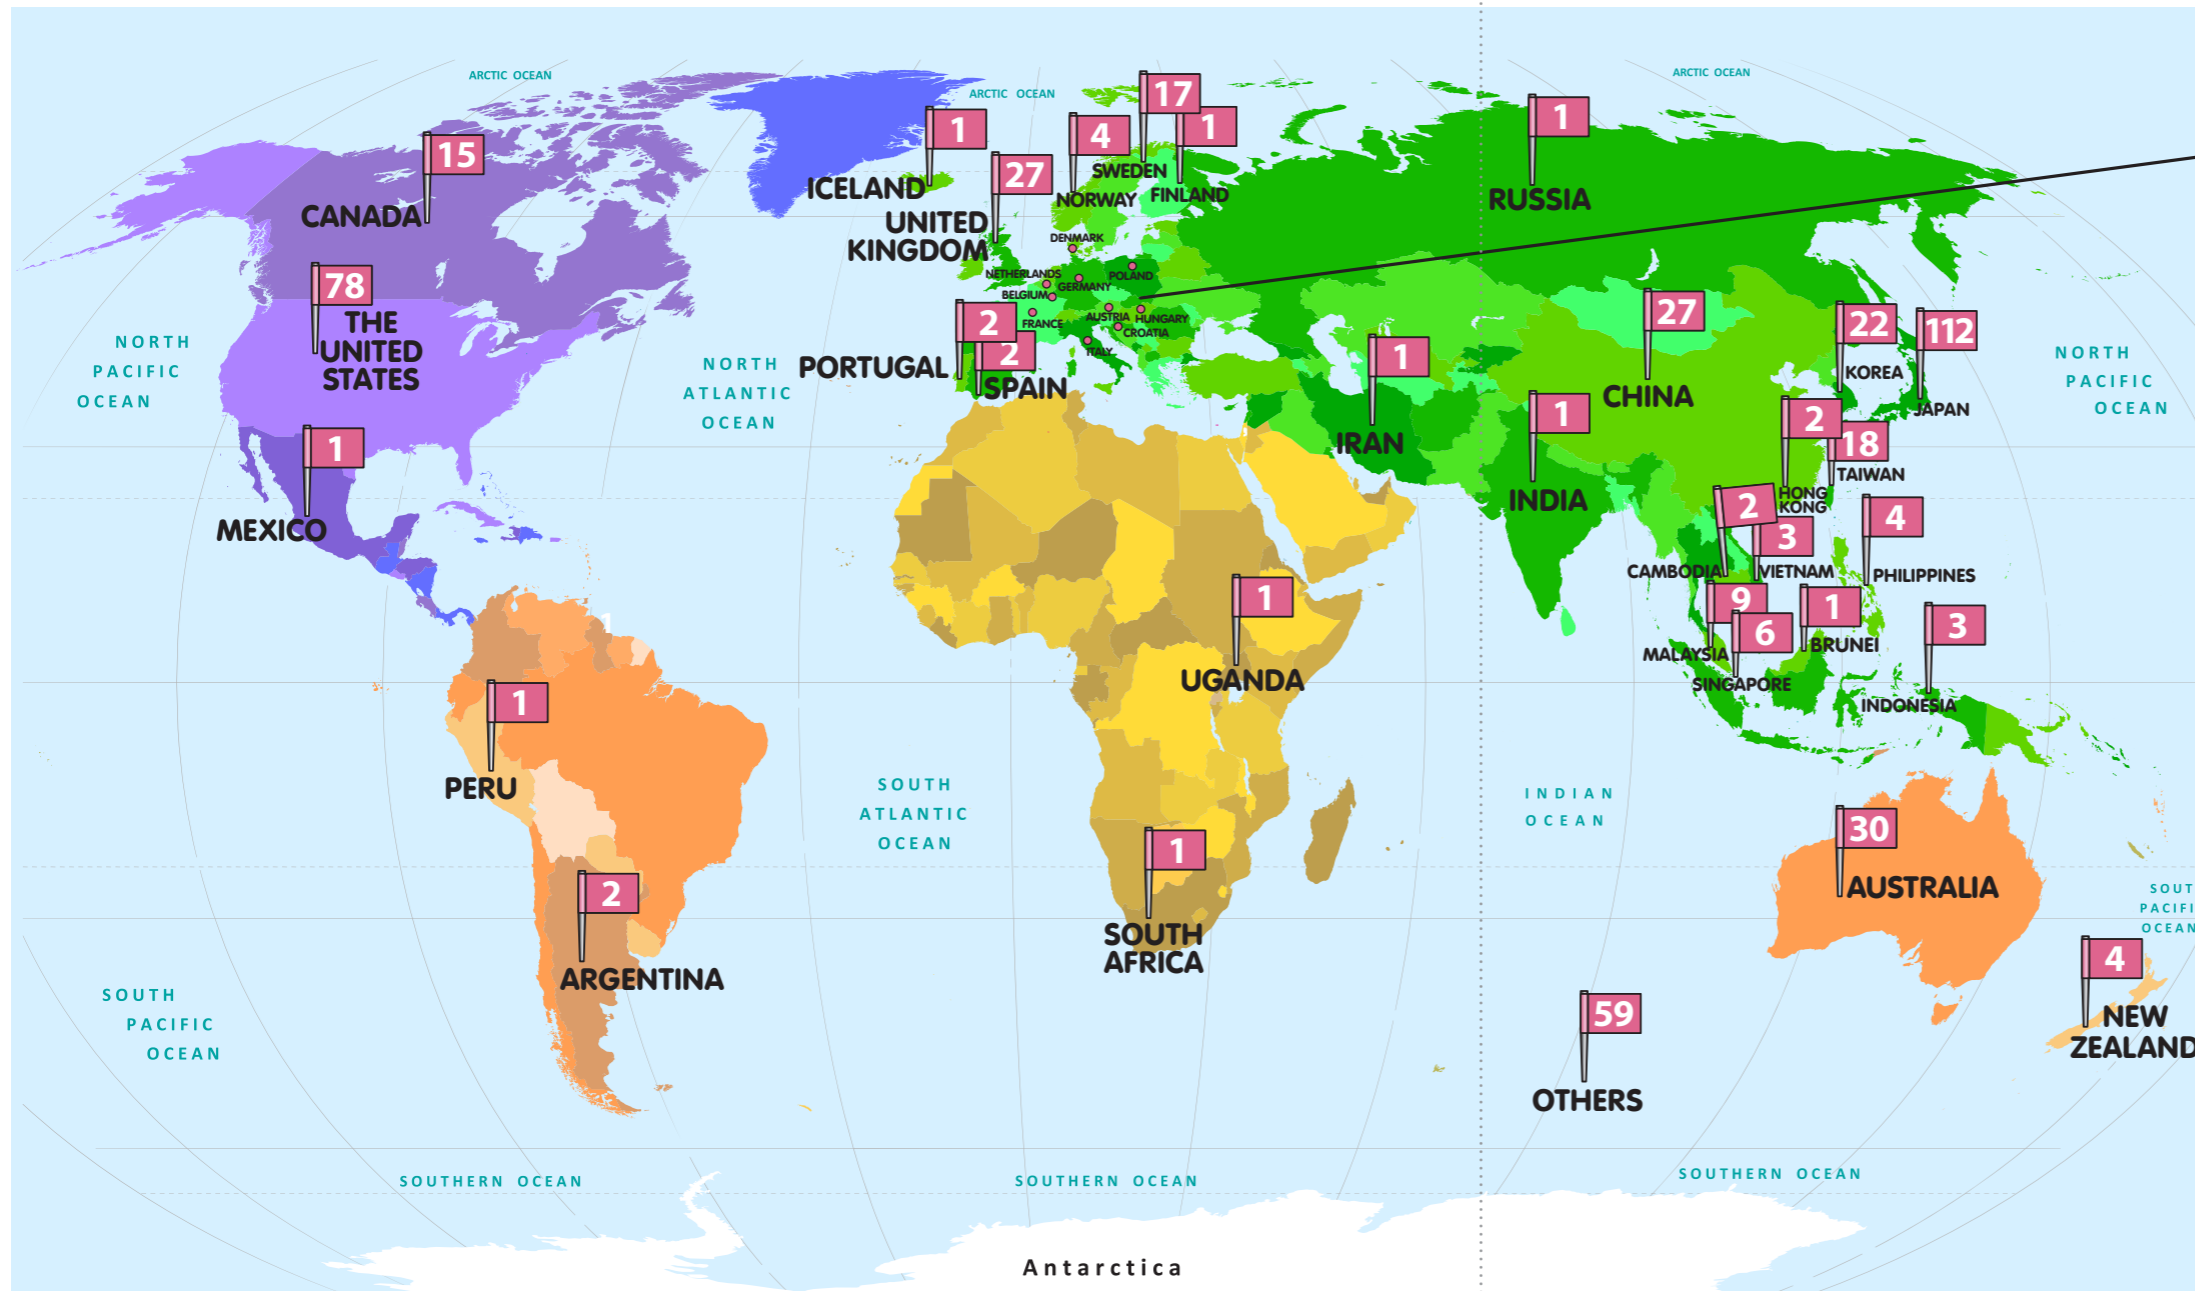 ARCTIC OCEAN
ARCTIC OCEAN
ARCTIC OCEAN
15
CANADA
78
THE
UNITED
STATES
1
MEXICO
NORTH
PACIFIC
OCEAN
NORTH
ATLANTIC
OCEAN
1
ICELAND
27
UNITED
KINGDOM
4
NORWAY
17
SWEDEN
1
FINLAND
DENMARK
NETHERLANDS
GERMANY
POLAND
BELGIUM
FRANCE
AUSTRIA
HUNGARY
CROATIA
ITALY
2
PORTUGAL
2
SPAIN
1
RUSSIA
1
IRAN
1
INDIA
27
CHINA
22
KOREA
112
JAPAN
NORTH
PACIFIC
OCEAN
2
HONG
KONG
18
TAIWAN
2
CAMBODIA
3
VIETNAM
4
PHILIPPINES
9
MALAYSIA
6
SINGAPORE
1
BRUNEI
3
INDONESIA
1
1
PERU
2
ARGENTINA
1
UGANDA
1
SOUTH
AFRICA
SOUTH
ATLANTIC
OCEAN
INDIAN
OCEAN
30
AUSTRALIA
SOUT
PACIFI
OCEAN
4
NEW
ZEALAND
59
OTHERS
SOUTH
PACIFIC
OCEAN
SOUTHERN OCEAN
SOUTHERN OCEAN
SOUTHERN OCEAN
Antarctica